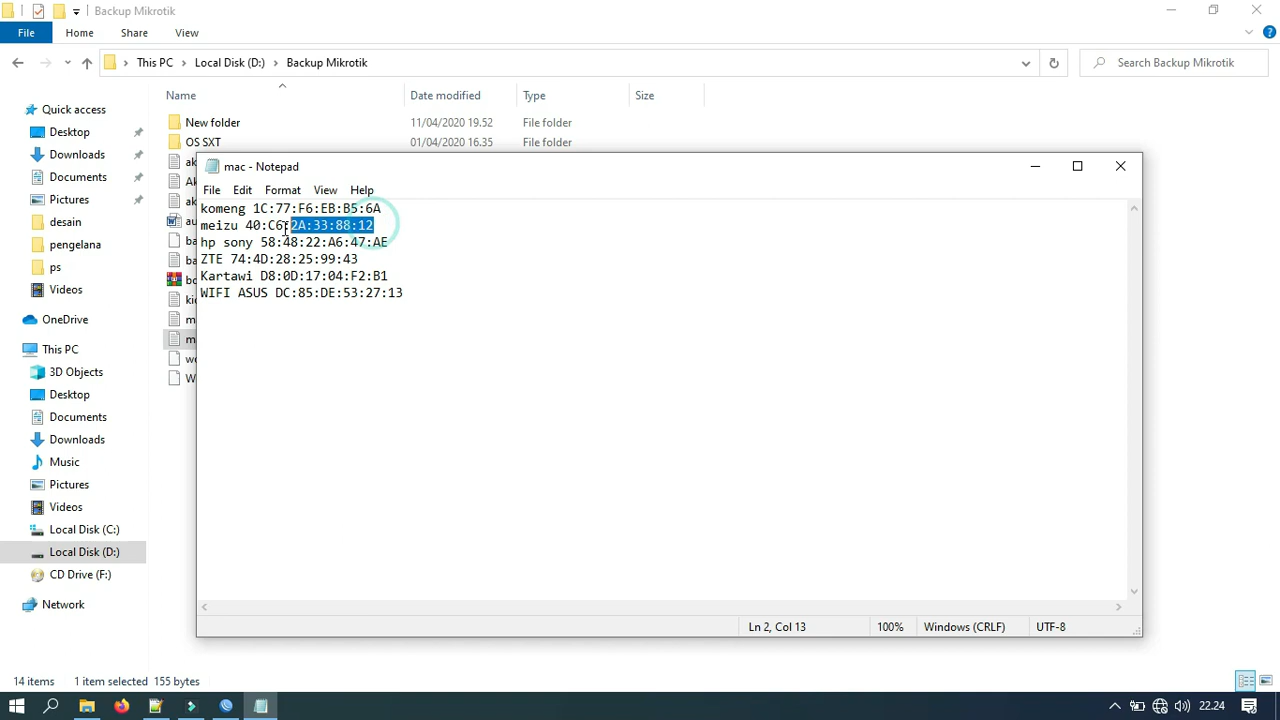 Backup Mikrotik
File Home Share View
This PC Local Disk (D:) Backup Mikrotik
Search Backup Mikrotik
Name Date modified Type Size
Quick access
Desktop
Downloads
Documents
Pictures
desain
pengelana
ps
Videos
OneDrive
This PC
3D Objects
Desktop
Documents
Downloads
Music
Pictures
Videos
Local Disk (C:)
Local Disk (D:)
CD Drive (F:)
Network
New folder 11/04/2020 19.52 File folder
OS SXT 01/04/2020 16.35 File folder
mac - Notepad
File Edit Format View Help
komeng 1C:77:F6:EB:B5:6A
meizu 40:C6:2A:33:88:12
hp sony 58:48:22:A6:47:AE
ZTE 74:4D:28:25:99:43
Kartawi D8:0D:17:04:F2:B1
WIFI ASUS DC:85:DE:53:27:13
Ln 2, Col 13 100% Windows (CRLF) UTF-8
14 items 1 item selected 155 bytes
22.24